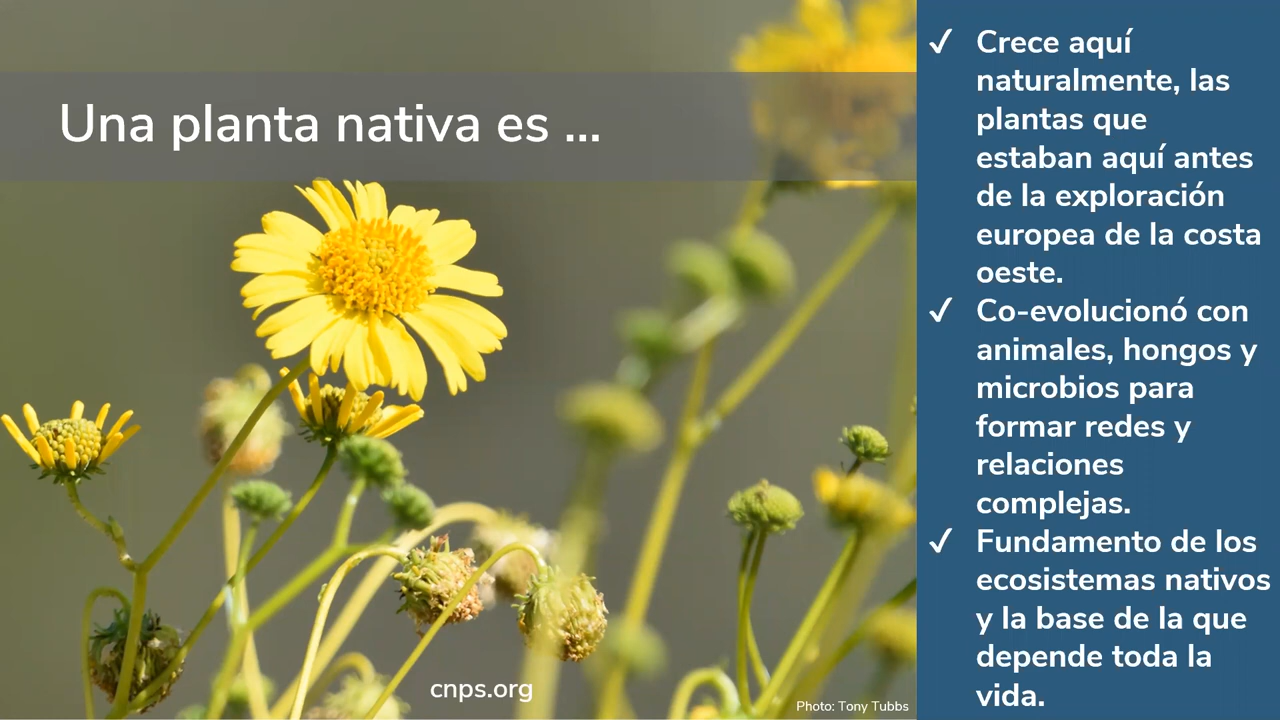 Una planta nativa es ...
✓ Crece aquí
naturalmente, las
plantas que
estaban aquí antes
de la exploración
europea de la costa
oeste.
✓ Co-evolucionó con
animales, hongos y
microbios para
formar redes y
relaciones
complejas.
✓ Fundamento de los
ecosistemas nativos
y la base de la que
depende toda la
vida.
cnps.org
Photo: Tony Tubbs